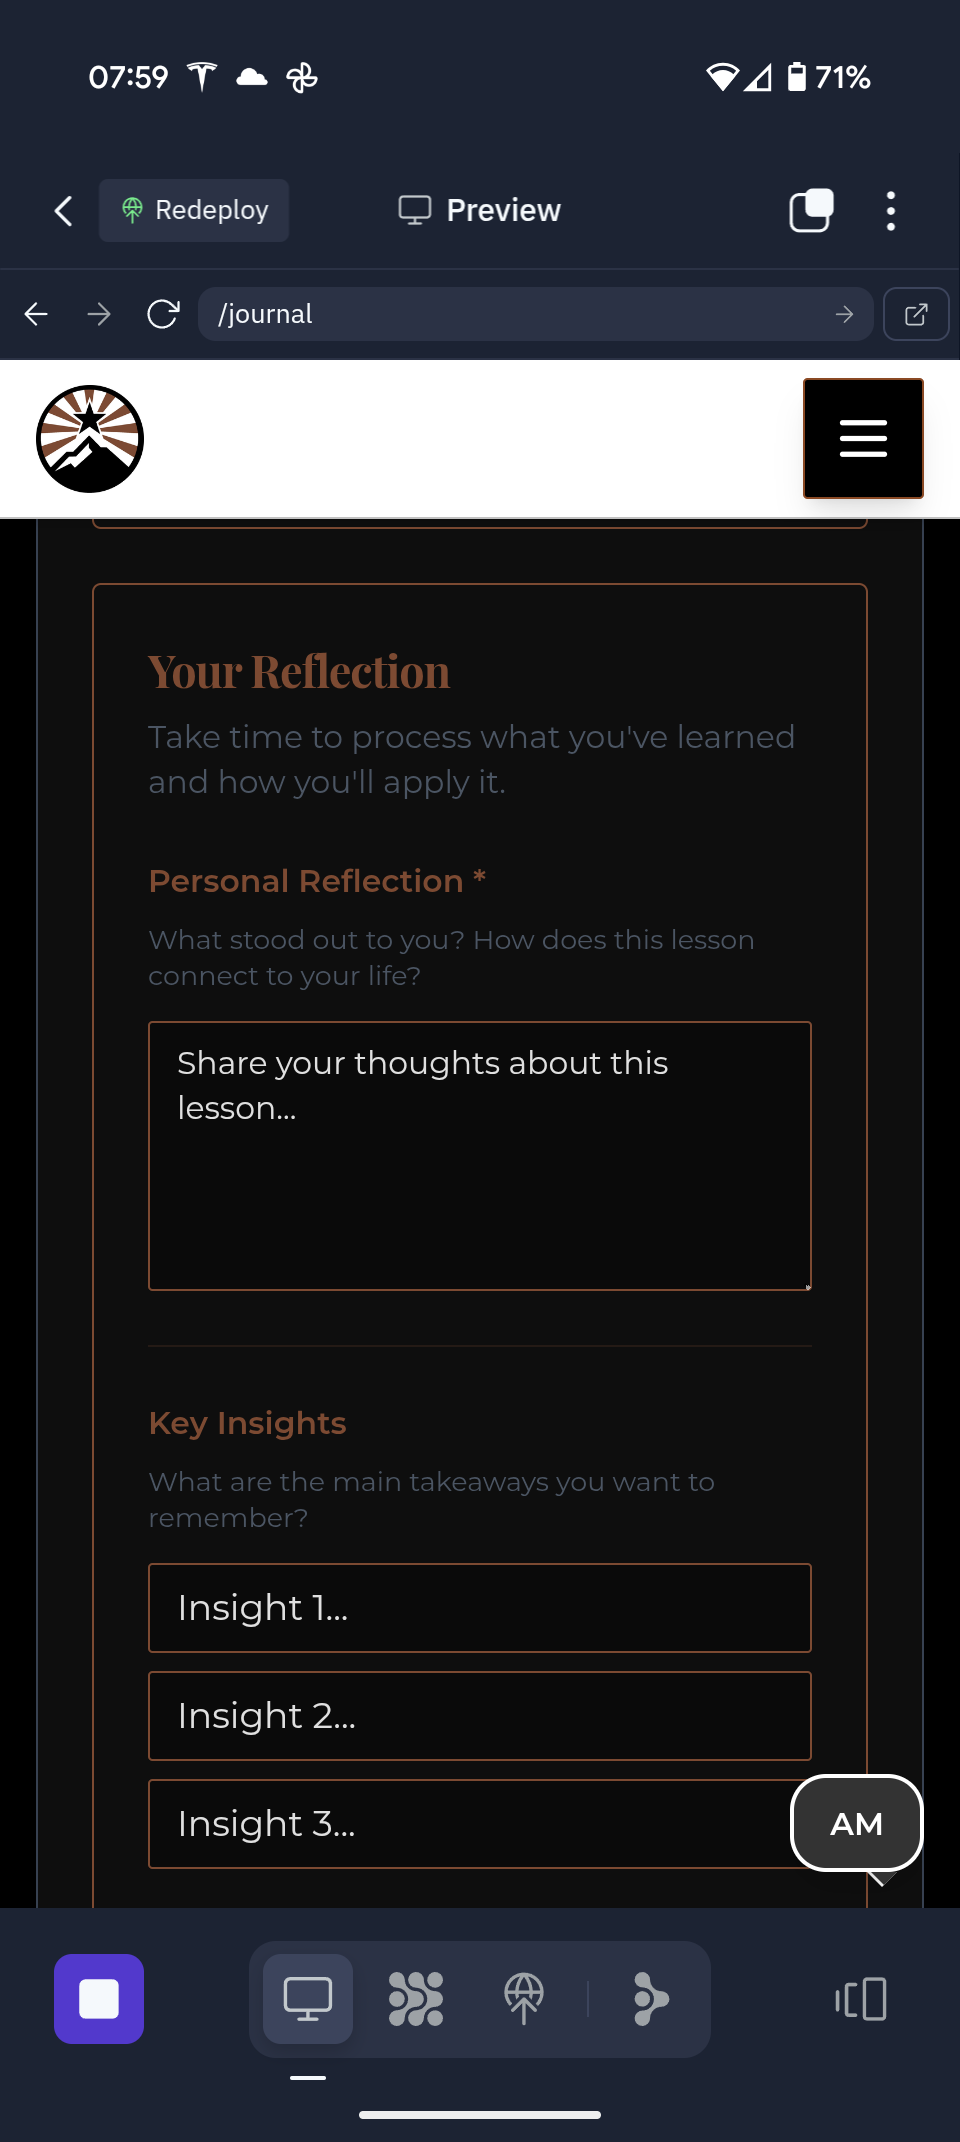 07:59
71%
Redeploy
Preview
/journal
Your Reflection
Take time to process what you've learned
and how you'll apply it.
Personal Reflection *
What stood out to you? How does this lesson
connect to your life?
Share your thoughts about this
lesson...
Key Insights
What are the main takeaways you want to
remember?
Insight 1...
Insight 2...
Insight 3...
AM